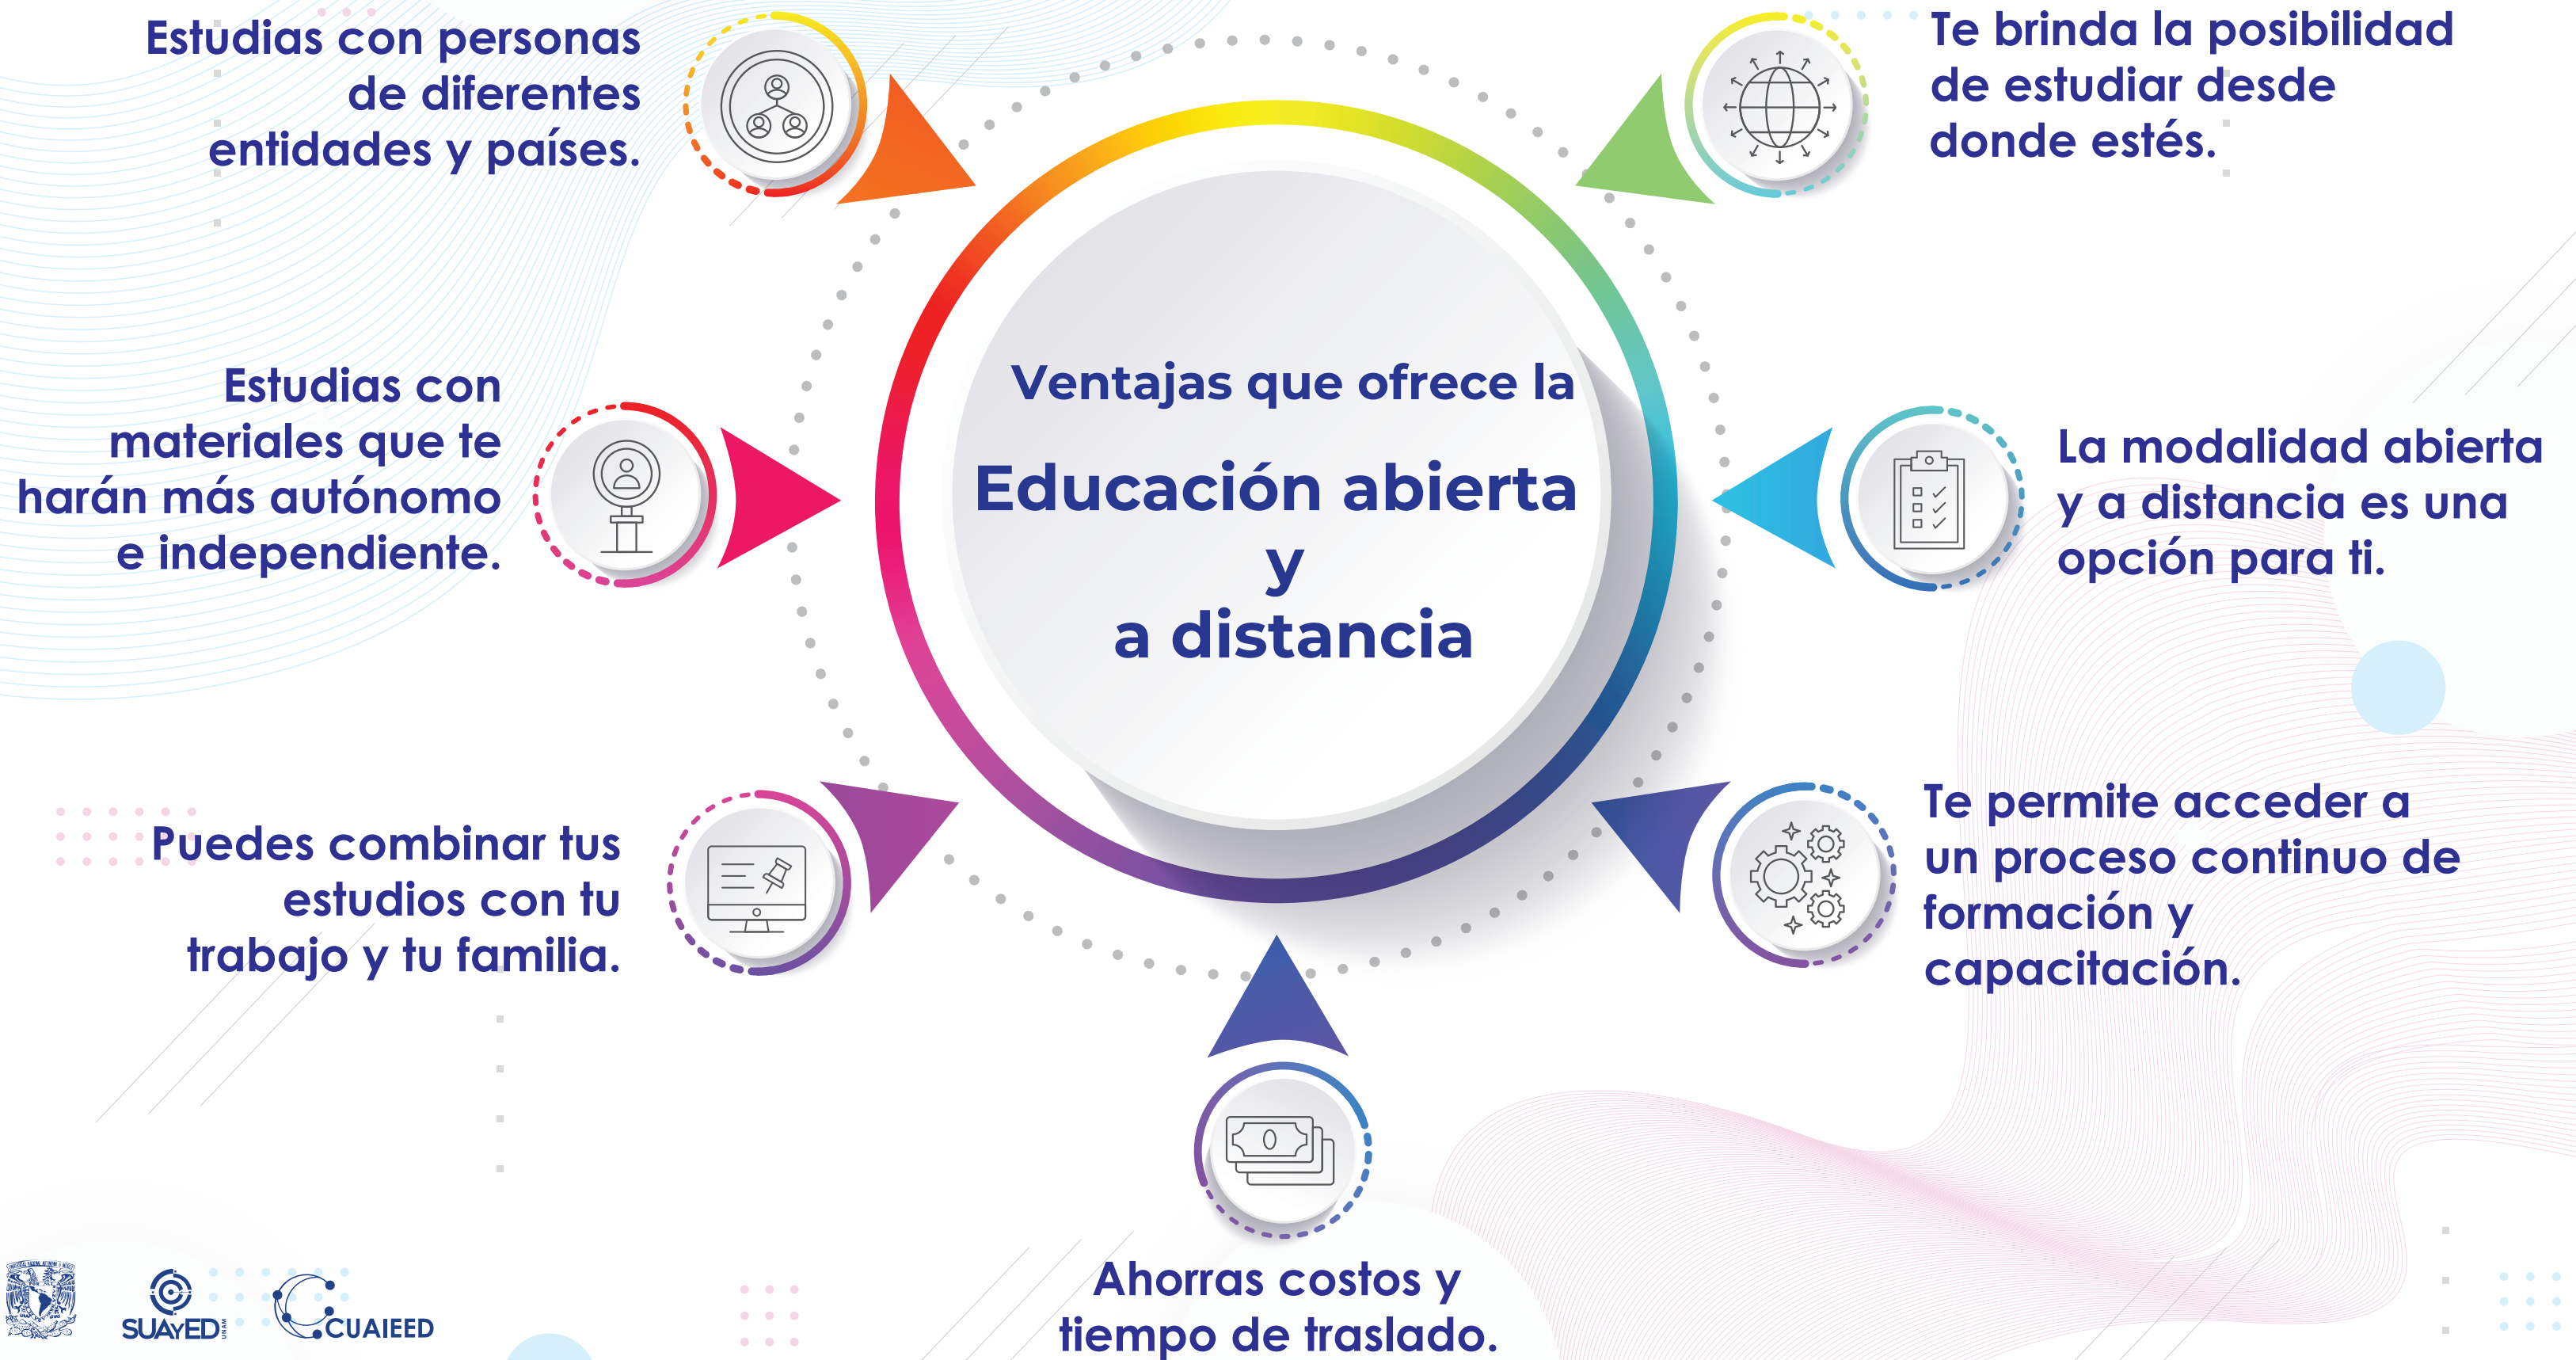 Ventajas que ofrece la
Educación abierta
y
a distancia
Estudias con personas
de diferentes
entidades y países.
Te brinda la posibilidad
de estudiar desde
donde estés.
Estudias con
materiales que te
harán más autónomo
e independiente.
La modalidad abierta
y a distancia es una
opción para ti.
Puedes combinar tus
estudios con tu
trabajo y tu familia.
Te permite acceder a
un proceso continuo de
formación y
capacitación.
Ahorras costos y
tiempo de traslado.
SUAYED
UNAM
CUAIEED